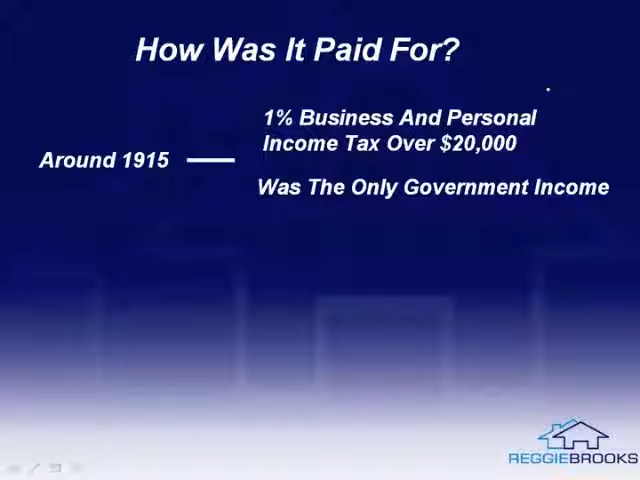 How Was It Paid For?
1% Business And Personal
Income Tax Over $20,000
Around 1915
Was The Only Government Income
REGGIEBROOKS